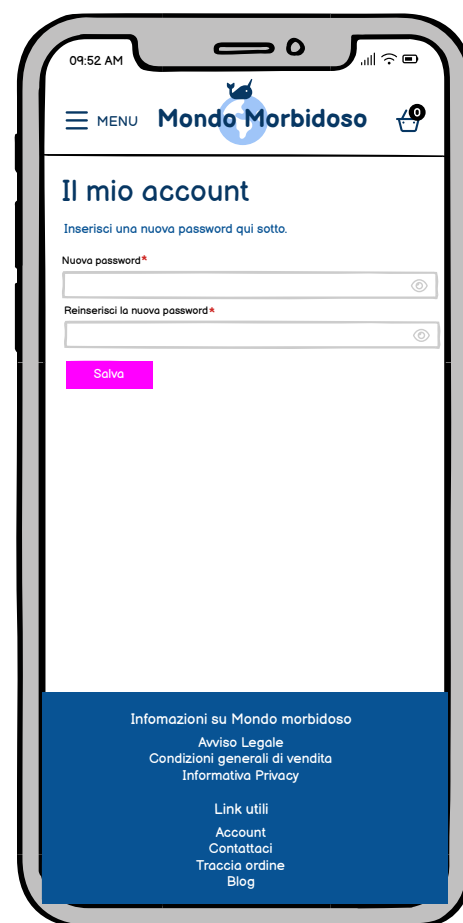 09:52 AM
MENU
Mondo Morbidoso
0
Il mio account
Inserisci una nuova password qui sotto.
Nuova password*
Reinserisci la nuova password*
Salva
Infomazioni su Mondo morbidoso
Avviso Legale
Condizioni generali di vendita
Informativa Privacy
Link utili
Account
Contattaci
Traccia ordine
Blog